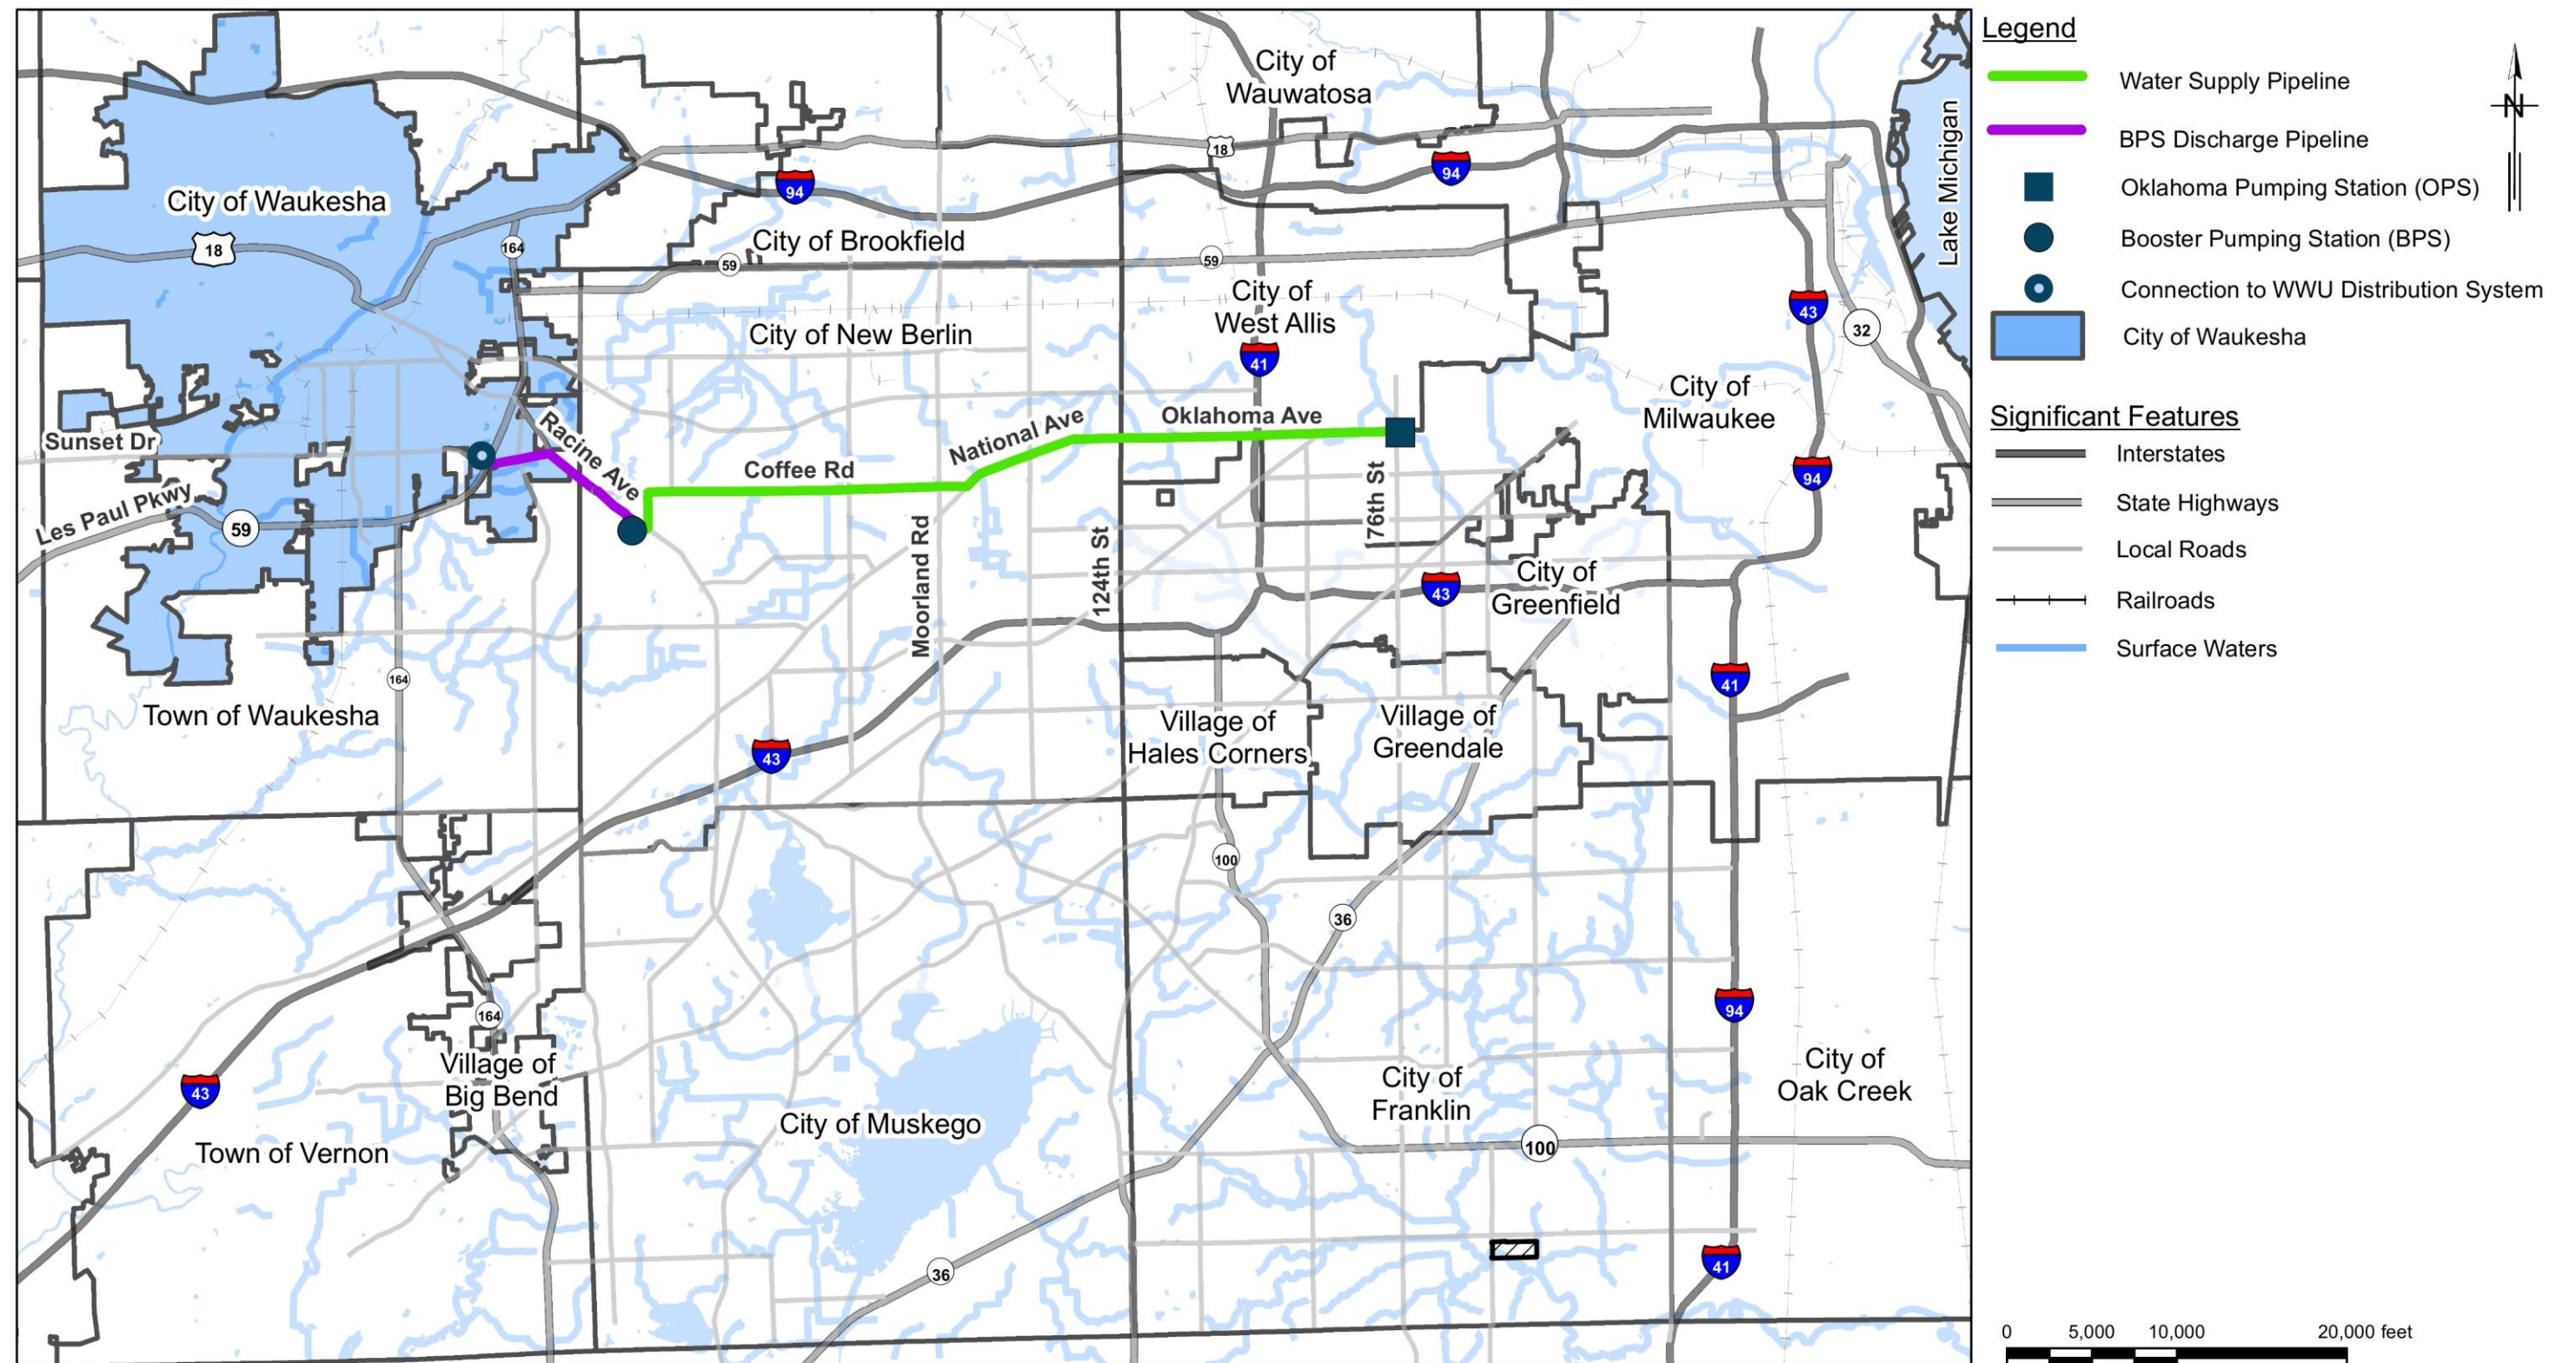 City of
Wauwatosa
18
94
94
City of Waukesha
18
164
City of Brookfield
59
59
Lake Michigan
City of New Berlin
City of
West Allis
41
43
32
City of
Milwaukee
Sunset Dr
Racine Ave
National Ave
Oklahoma Ave
Coffee Rd
Les Paul Pkwy
59
76th St
94
Moorland Rd
124th St
43
City of
Greenfield
164
41
Town of Waukesha
43
Village of
Hales Corners
Village of
Greendale
100
36
94
164
43
Village of
Big Bend
Town of Vernon
City of Muskego
City of
Franklin
City of
Oak Creek
100
36
41
Legend
Water Supply Pipeline
BPS Discharge Pipeline
Oklahoma Pumping Station (OPS)
Booster Pumping Station (BPS)
Connection to WWU Distribution System
City of Waukesha
N
Significant Features
Interstates
State Highways
Local Roads
Railroads
Surface Waters
0 5,000 10,000 20,000 feet